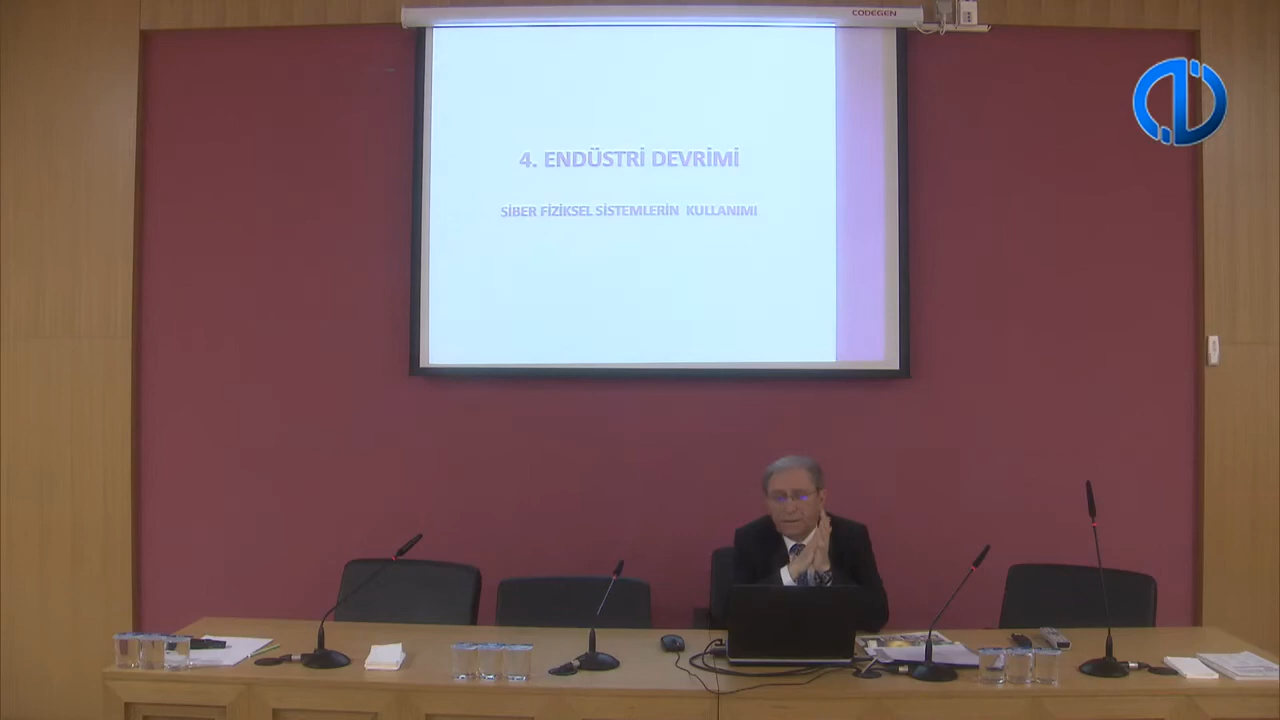 CODEGEN
4. ENDÜSTRİ DEVRİMİ
SİBER FİZİKSEL SİSTEMLERİN KULLANIMI